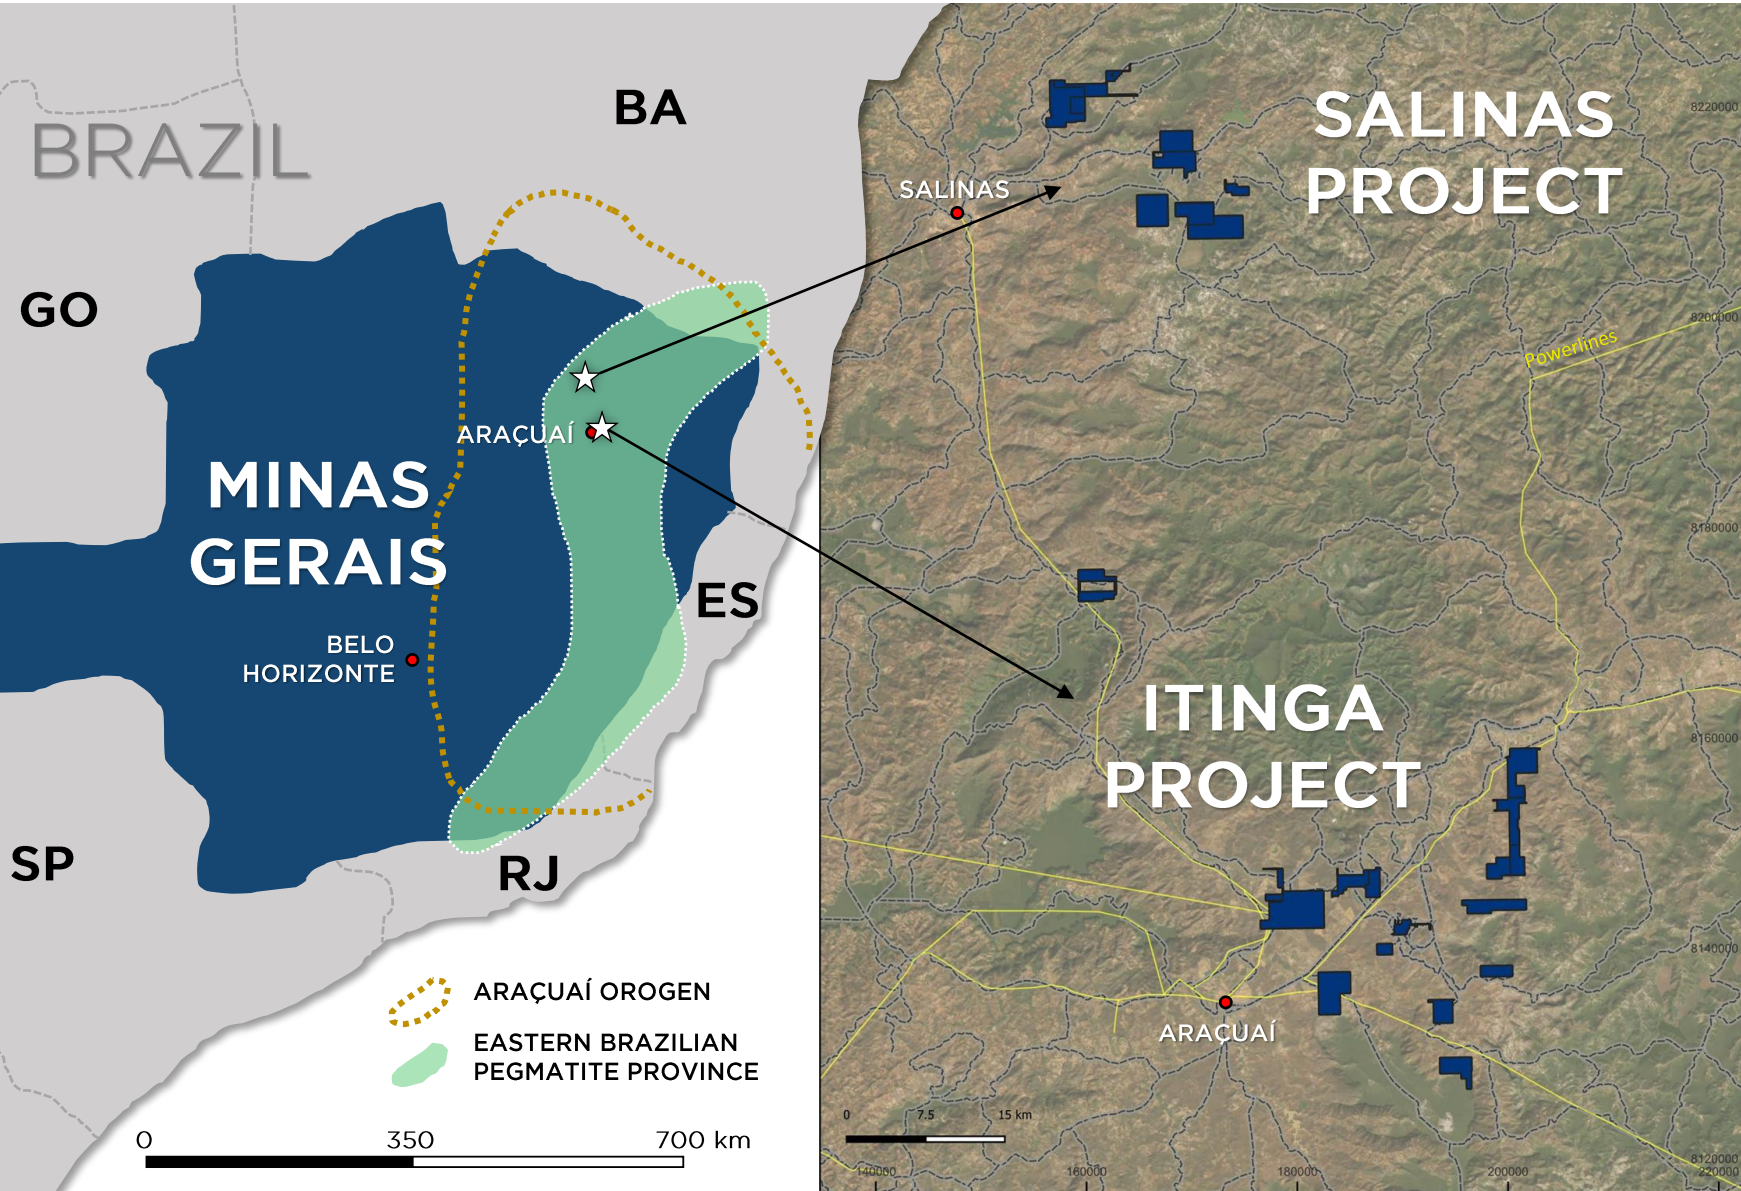 BRAZIL
BA
GO
MINAS
GERAIS
ARAÇUAÍ
BELO
HORIZONTE
ES
SP
RJ
ARAÇUAÍ OROGEN
EASTERN BRAZILIAN
PEGMATITE PROVINCE
0 350 700 km
SALINAS
PROJECT
SALINAS
Powerlines
ITINGA
PROJECT
ARAÇUAÍ
0 7.5 15 km
8220000
8200000
8180000
8160000
8140000
8120000
140000 160000 180000 200000 220000